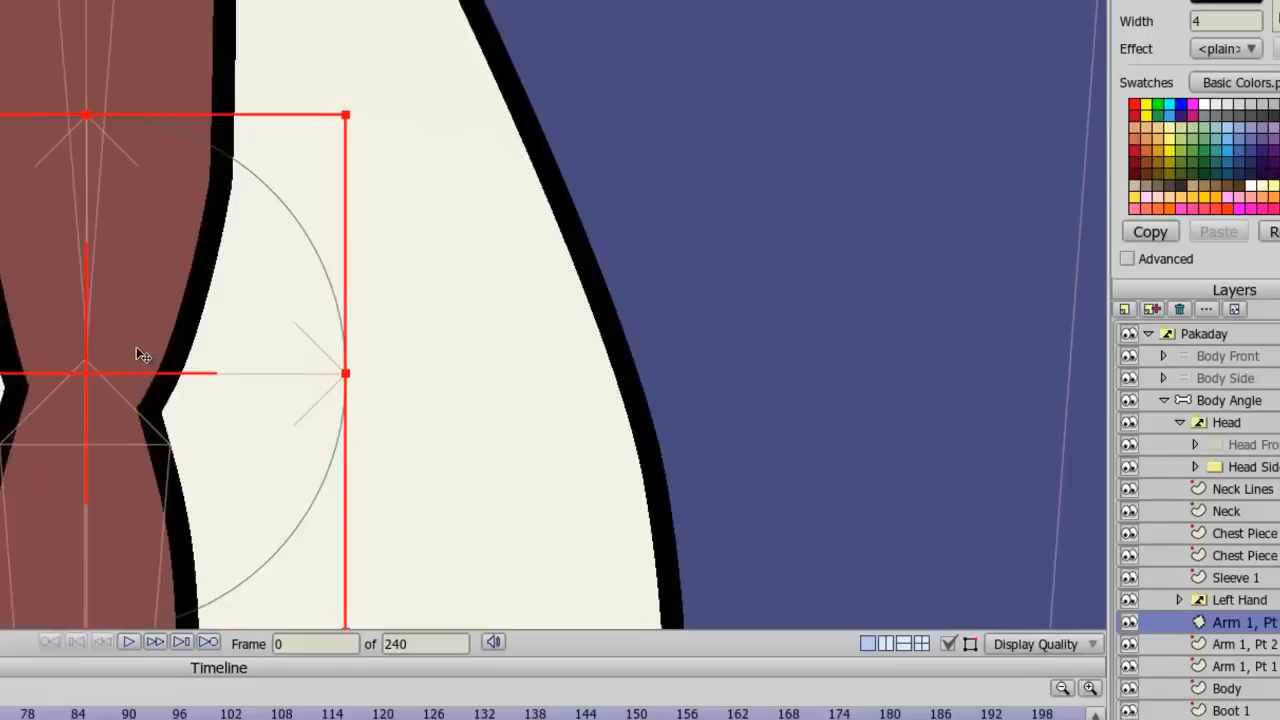 Width 4
Effect <plain>
Swatches Basic Colors.p
Copy Paste R
Advanced
Layers
Pakaday
Body Front
Body Side
Body Angle
Head
Head Fro
Head Sid
Neck Lines
Neck
Chest Piece
Chest Piece
Sleeve 1
Left Hand
Arm 1, Pt
Arm 1, Pt 2
Arm 1, Pt 1
Body
Boot 1
Frame 0 of 240 Display Quality
Timeline
78 84 90 96 102 108 114 120 126 132 138 144 150 156 162 168 174 180 186 192 198